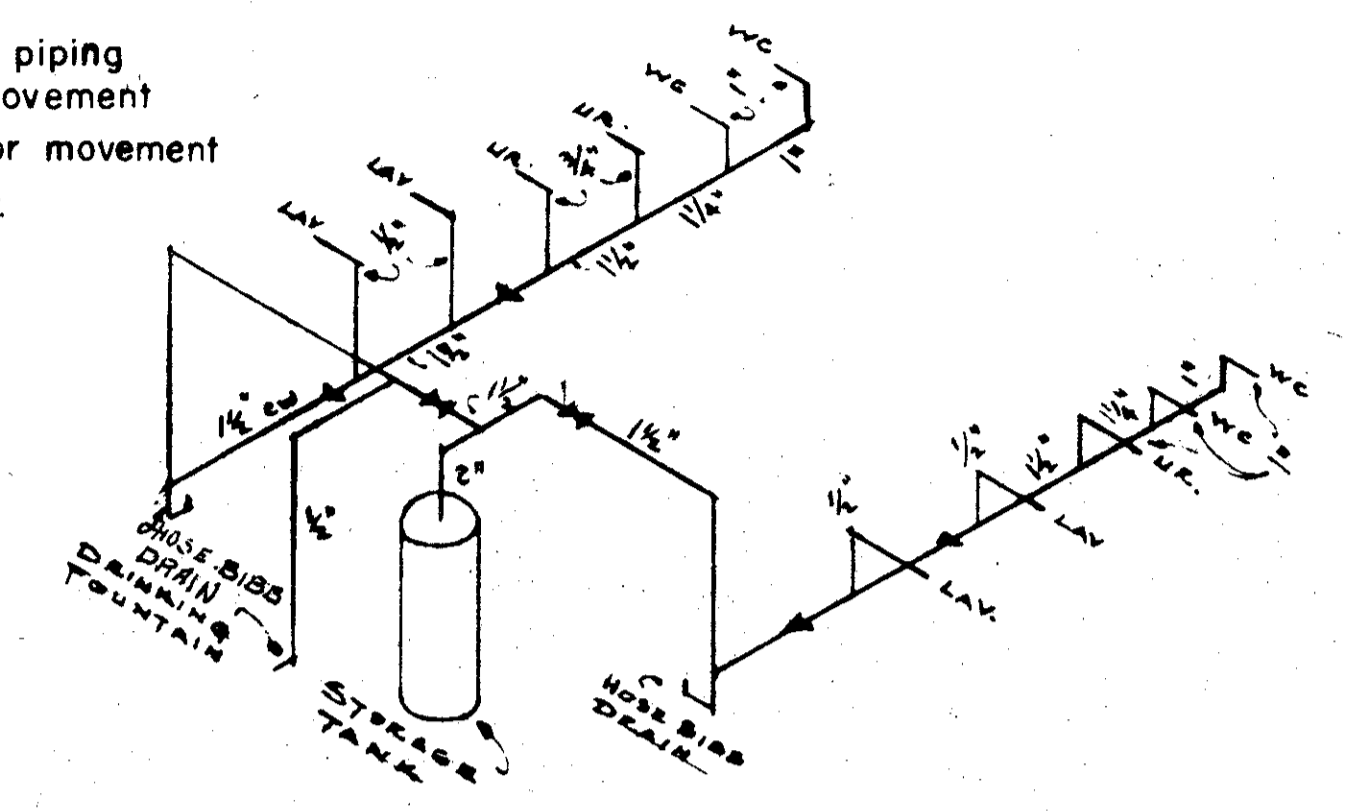 piping
ovement
or movement
WC
WC
1"
UR.
UR.
3/4"
LAV
LAV
1/2"
1"
1 1/4"
1 1/2"
1 1/2"
1 1/2" CW
1 1/2"
2"
1 1/2"
1/2"
HOSE BIBB
DRAIN
DRINKING
FOUNTAIN
STORAGE
TANK
HOSE BIBB
DRAIN
1/2"
1/2"
1 1/2"
1 1/4"
1"
WC
WC
1"
UR.
LAV
LAV.